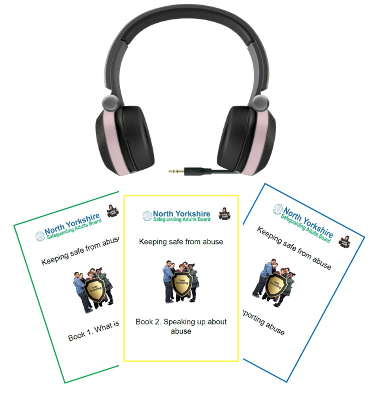 North Yorkshire
Safeguarding Adults Board
Keeping safe from abuse
Book 1. What is
North Yorkshire
Safeguarding Adults Board
Keeping safe from abuse
Book 2. Speaking up about
abuse
North Yorkshire
Safeguarding Adults Board
Keeping safe from abuse
porting abuse